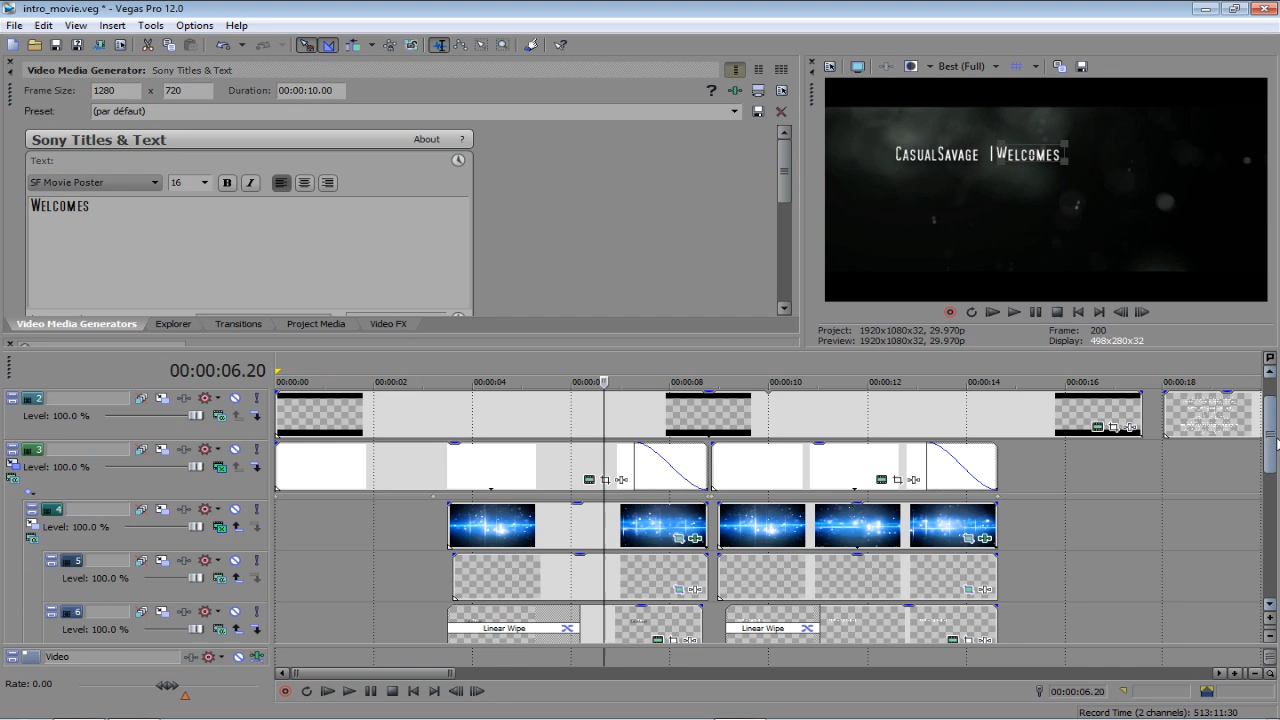 intro_movie.veg * - Vegas Pro 12.0
File Edit View Insert Tools Options Help
Video Media Generator: Sony Titles & Text
Frame Size: 1280 x 720 Duration: 00:00:10.00
Preset: (par défaut)
Sony Titles & Text About ?
Text:
SF Movie Poster 16 B I
Welcomes
Video Media Generators Explorer Transitions Project Media Video FX
Best (Full)
CasualSavage |Welcomes
Project: 1920x1080x32, 29.970p Frame: 200
Preview: 1920x1080x32, 29.970p Display: 498x280x32
00:00:06.20
00:00:00 00:00:02 00:00:04 00:00:0 00:00:08 00:00:10 00:00:12 00:00:14 00:00:16 00:00:18
2
Level: 100.0 %
3
Level: 100.0 %
4
Level: 100.0 %
5
Level: 100.0 %
6
Level: 100.0 %
Linear Wipe Linear Wipe
Video
Rate: 0.00
00:00:06.20
Record Time (2 channels): 513:11:30